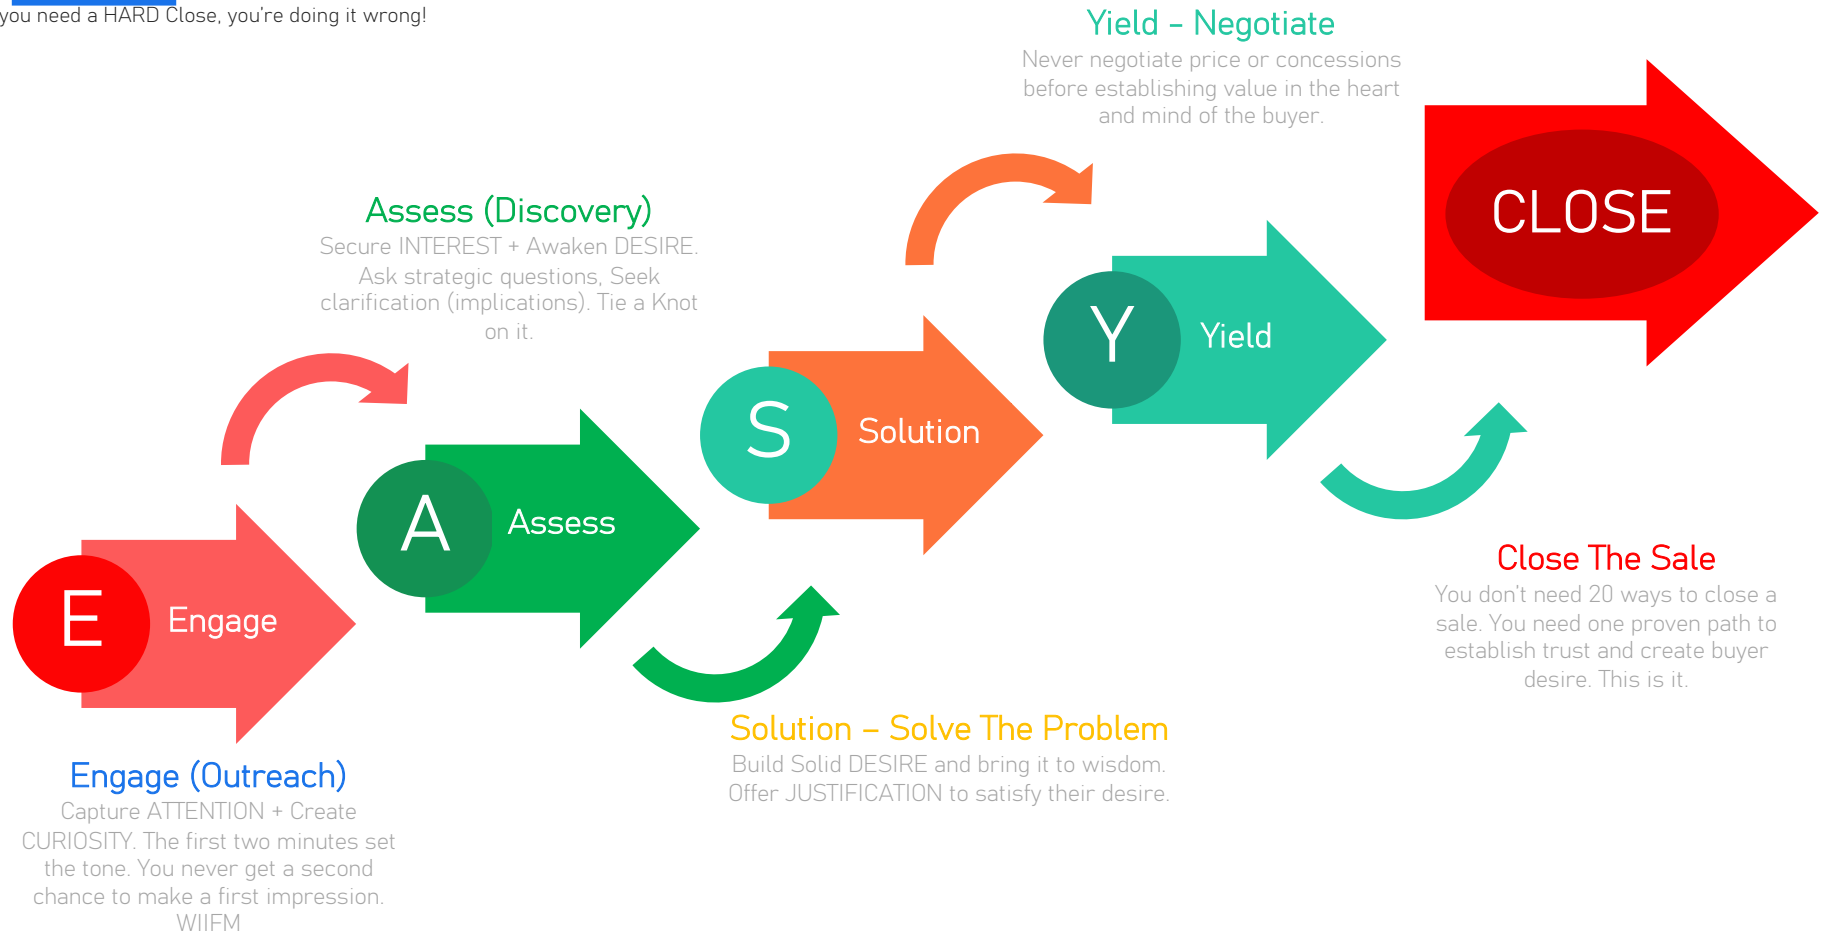 you need a HARD Close, you're doing it wrong!
Yield - Negotiate
Never negotiate price or concessions
before establishing value in the heart
and mind of the buyer.
CLOSE
Assess (Discovery)
Secure INTEREST + Awaken DESIRE.
Ask strategic questions, Seek
clarification (implications). Tie a Knot
on it.
Y
Yield
S
Solution
A
Assess
E
Engage
Close The Sale
You don't need 20 ways to close a
sale. You need one proven path to
establish trust and create buyer
desire. This is it.
Solution – Solve The Problem
Build Solid DESIRE and bring it to wisdom.
Offer JUSTIFICATION to satisfy their desire.
Engage (Outreach)
Capture ATTENTION + Create
CURIOSITY. The first two minutes set
the tone. You never get a second
chance to make a first impression.
WIIFM